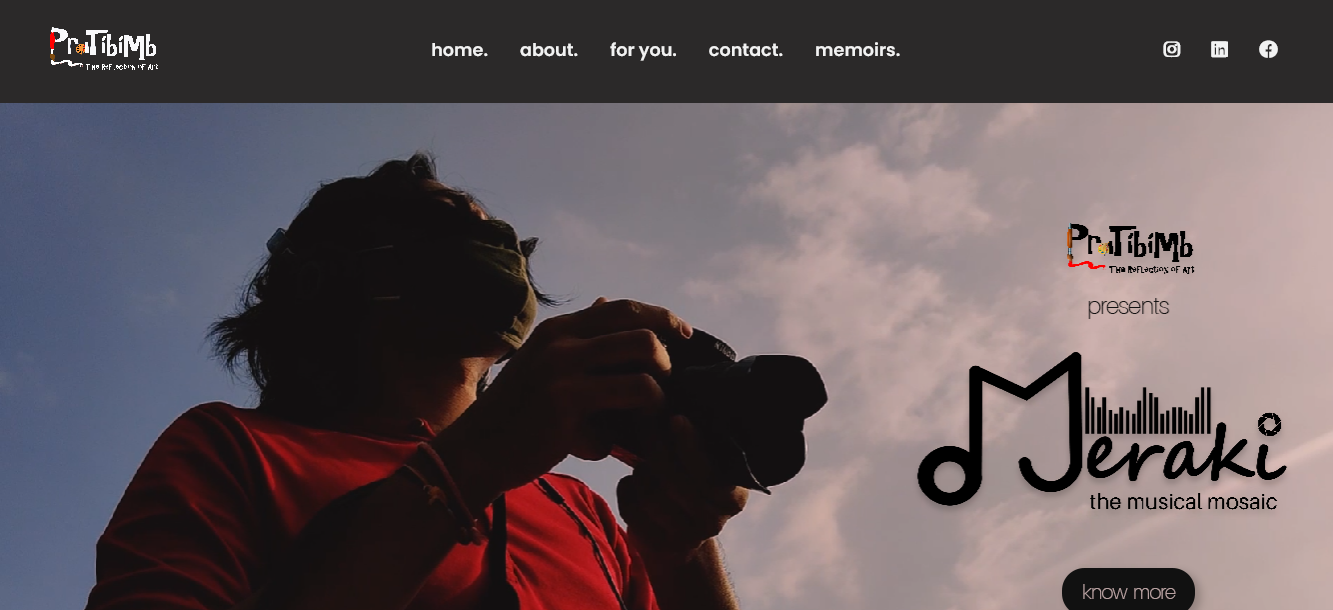 ProTibiMb
The Reflection of Art
home. about. for you. contact. memoirs.
ProTibiMb
The Reflection of Art
presents
Meraki
the musical mosaic
know more